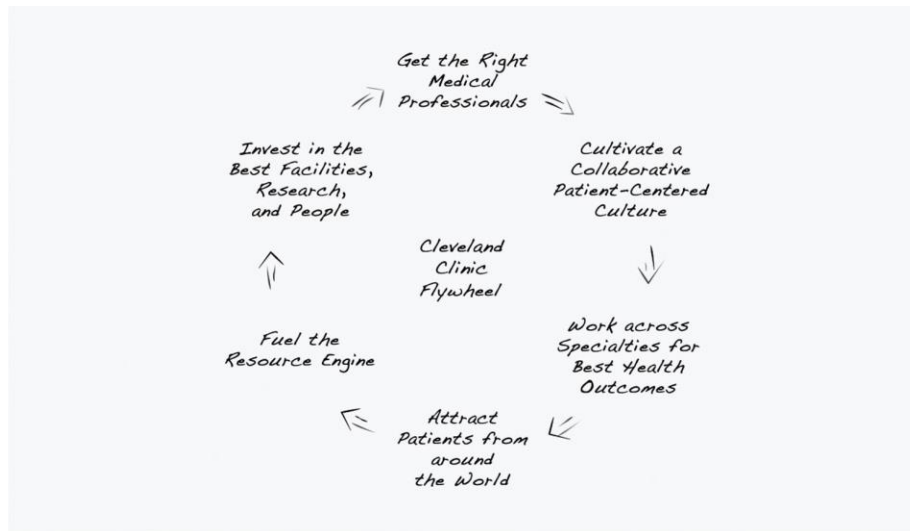 Get the Right
Medical
Professionals
Cultivate a
Collaborative
Patient-Centered
Culture
Work across
Specialties for
Best Health
Outcomes
Attract
Patients from
around
the World
Fuel the
Resource Engine
Invest in the
Best Facilities,
Research,
and People
Cleveland
Clinic
Flywheel